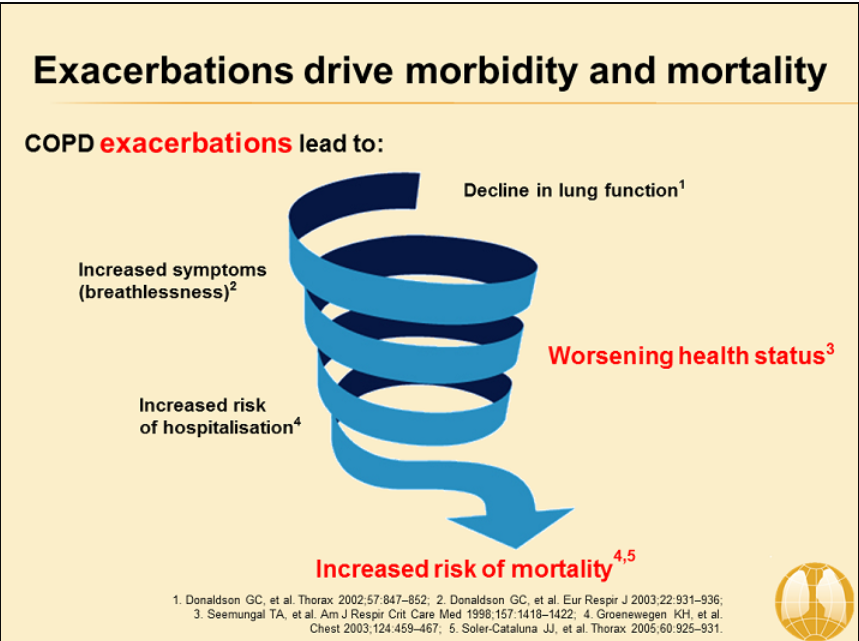 Exacerbations drive morbidity and mortality
COPD exacerbations lead to:
Decline in lung function1
Increased symptoms
(breathlessness)2
Worsening health status3
Increased risk
of hospitalisation4
Increased risk of mortality4,5
1. Donaldson GC, et al. Thorax 2002;57:847–852; 2. Donaldson GC, et al. Eur Respir J 2003;22:931–936;
3. Seemungal TA, et al. Am J Respir Crit Care Med 1998;157:1418–1422; 4. Groenewegen KH, et al.
Chest 2003;124:459–467; 5. Soler-Cataluna JJ, et al. Thorax 2005;60:925–931.